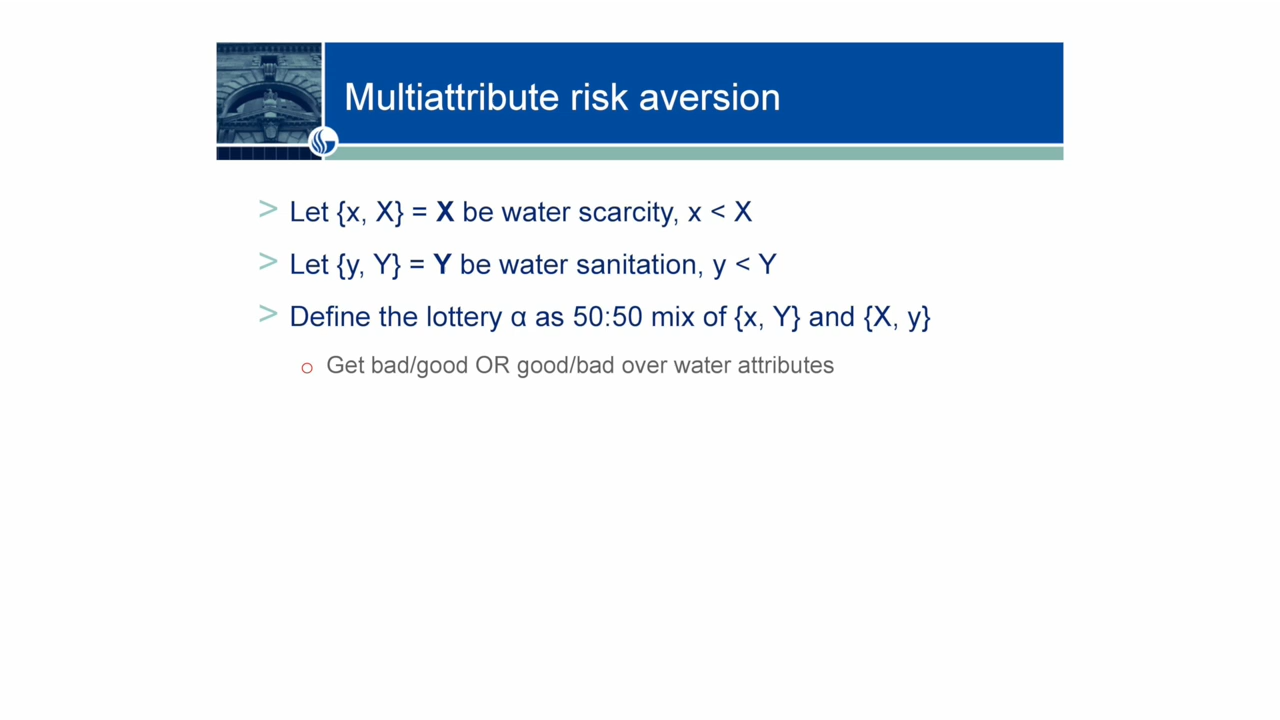 Multiattribute risk aversion
> Let {x, X} = X be water scarcity, x < X
> Let {y, Y} = Y be water sanitation, y < Y
> Define the lottery α as 50:50 mix of {x, Y} and {X, y}
o Get bad/good OR good/bad over water attributes